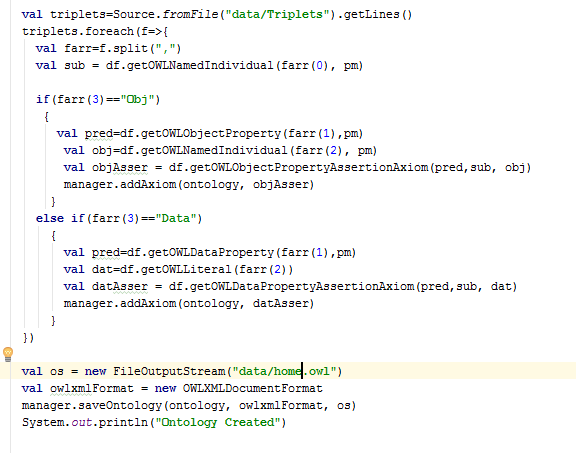 val triplets=Source.fromFile("data/Triplets").getLines()
triplets.foreach(f=>{
val farr=f.split(",")
val sub = df.getOWLNamedIndividual(farr(0), pm)
if(farr(3)=="Obj")
{
val pred=df.getOWLObjectProperty(farr(1),pm)
val obj=df.getOWLNamedIndividual(farr(2), pm)
val objAsser = df.getOWLObjectPropertyAssertionAxiom(pred,sub, obj)
manager.addAxiom(ontology, objAsser)
}
else if(farr(3)=="Data")
{
val pred=df.getOWLDataProperty(farr(1),pm)
val dat=df.getOWLLiteral(farr(2))
val datAsser = df.getOWLDataPropertyAssertionAxiom(pred,sub, dat)
manager.addAxiom(ontology, datAsser)
}
})
val os = new FileOutputStream("data/home.owl")
val owlxmlFormat = new OWLXMLDocumentFormat
manager.saveOntology(ontology, owlxmlFormat, os)
System.out.println("Ontology Created")